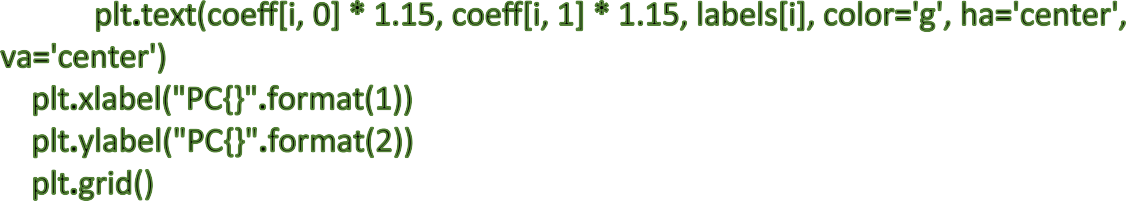 plt.text(coeff[i, 0] * 1.15, coeff[i, 1] * 1.15, labels[i], color='g', ha='center',
va='center')
plt.xlabel("PC{}".format(1))
plt.ylabel("PC{}".format(2))
plt.grid()